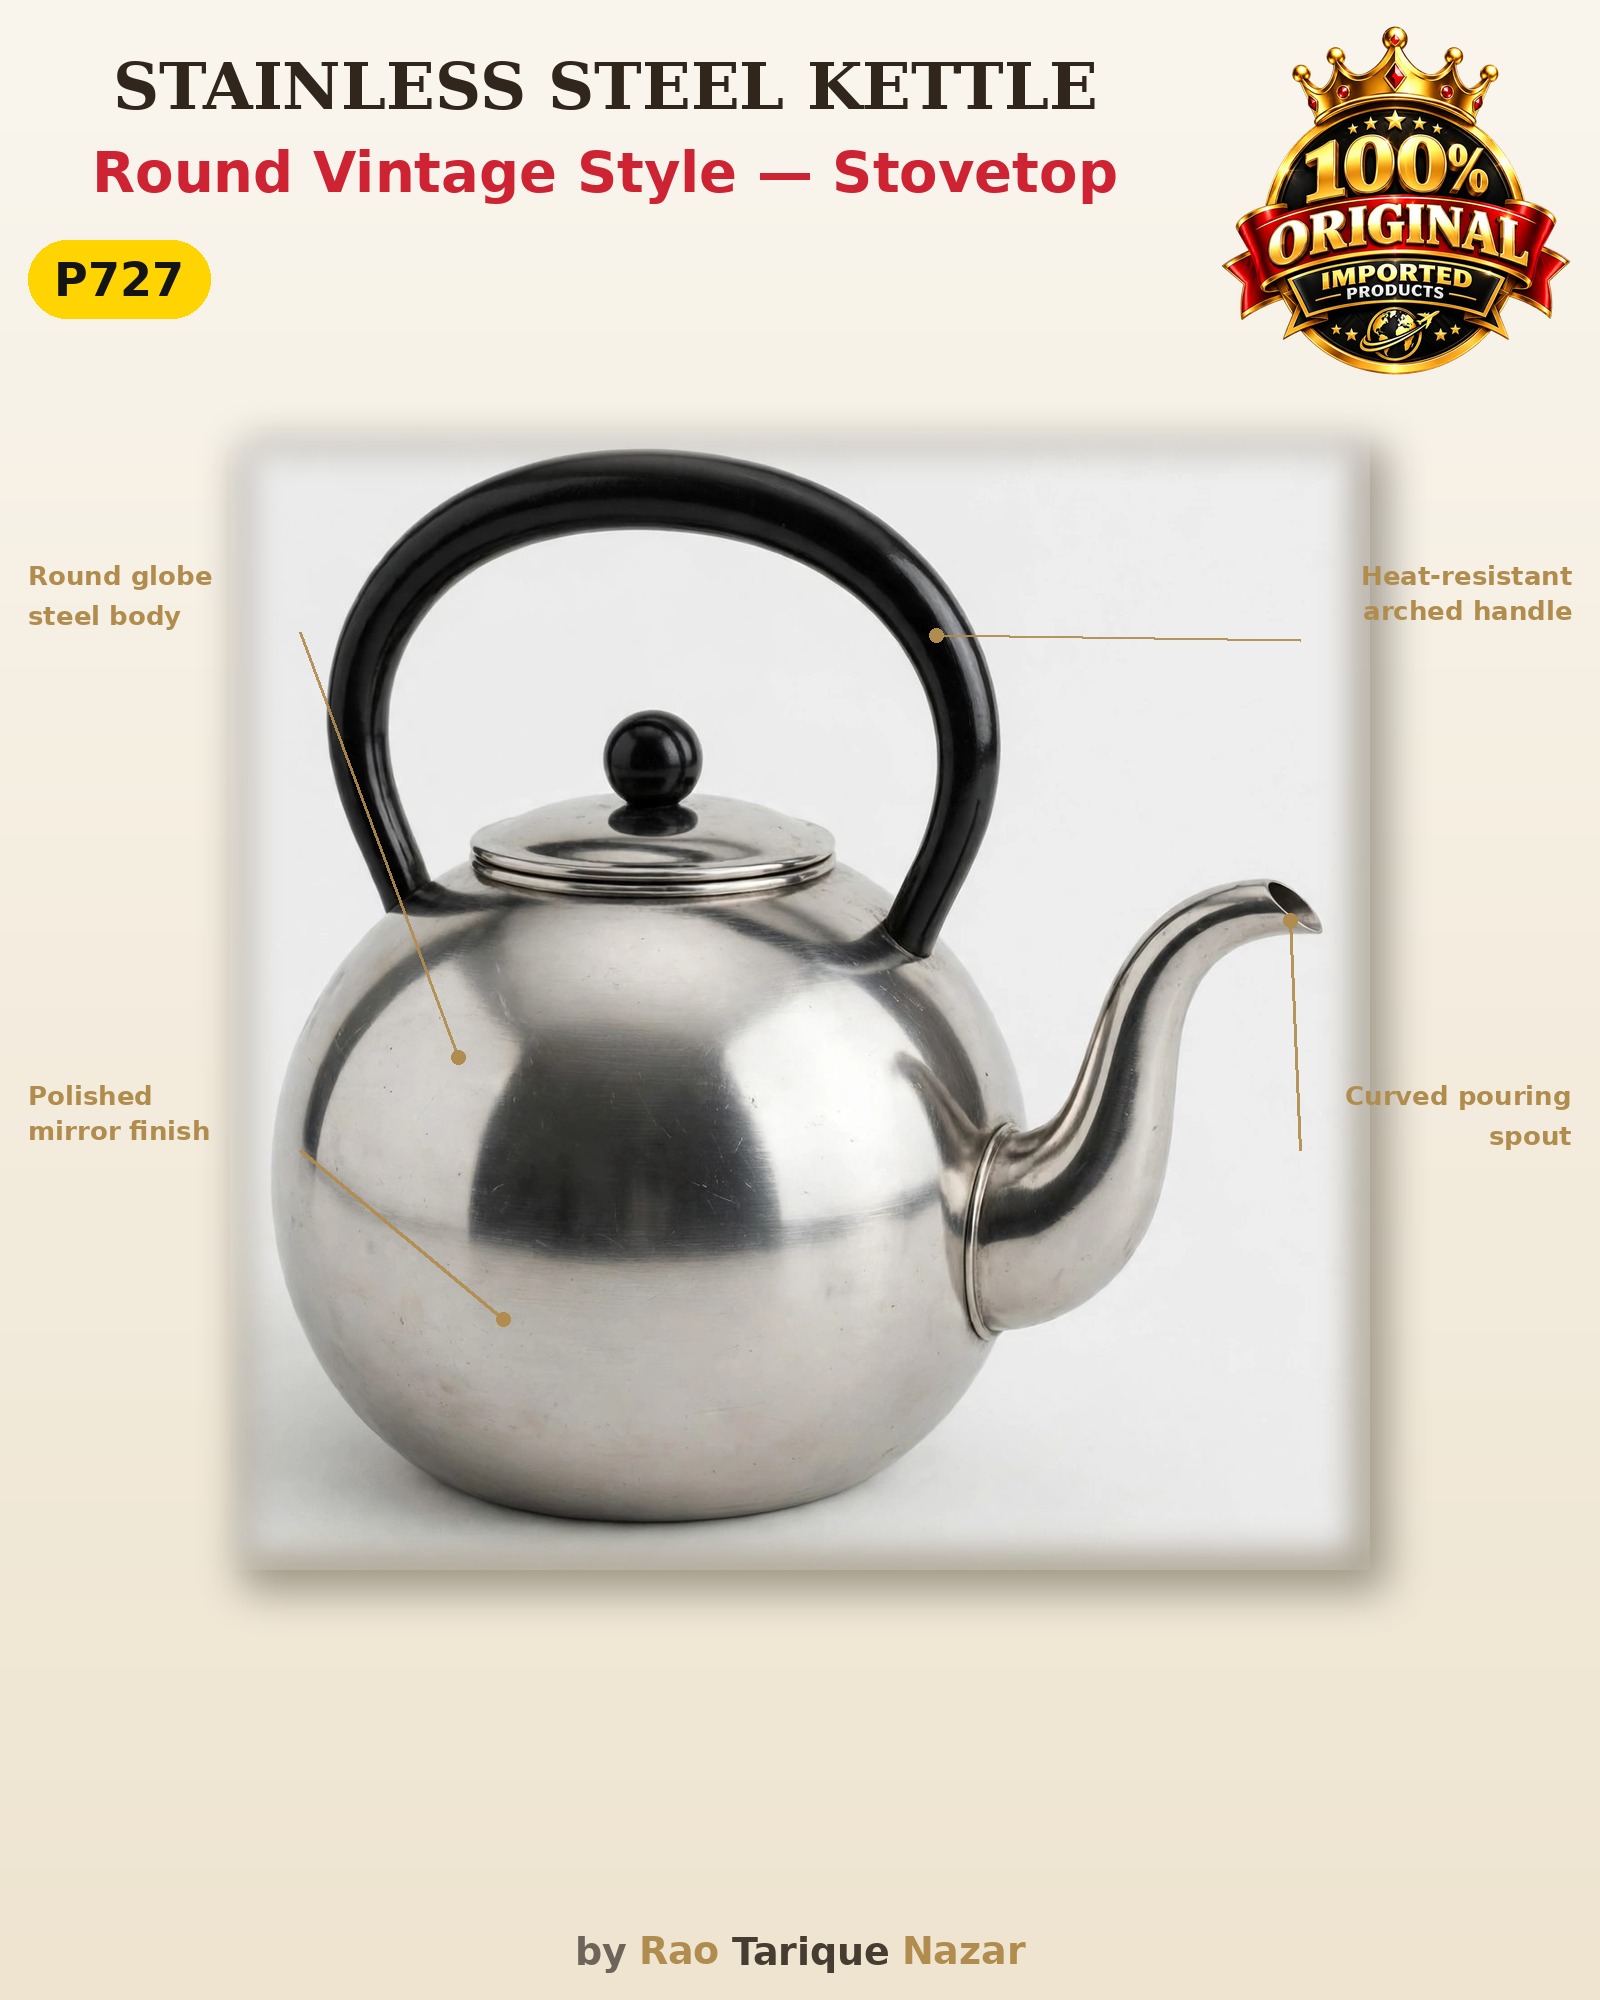 STAINLESS STEEL KETTLE
Round Vintage Style — Stovetop
P727
100%
ORIGINAL
IMPORTED
PRODUCTS
Round globe
steel body
Heat-resistant
arched handle
Polished
mirror finish
Curved pouring
spout
by Rao Tarique Nazar